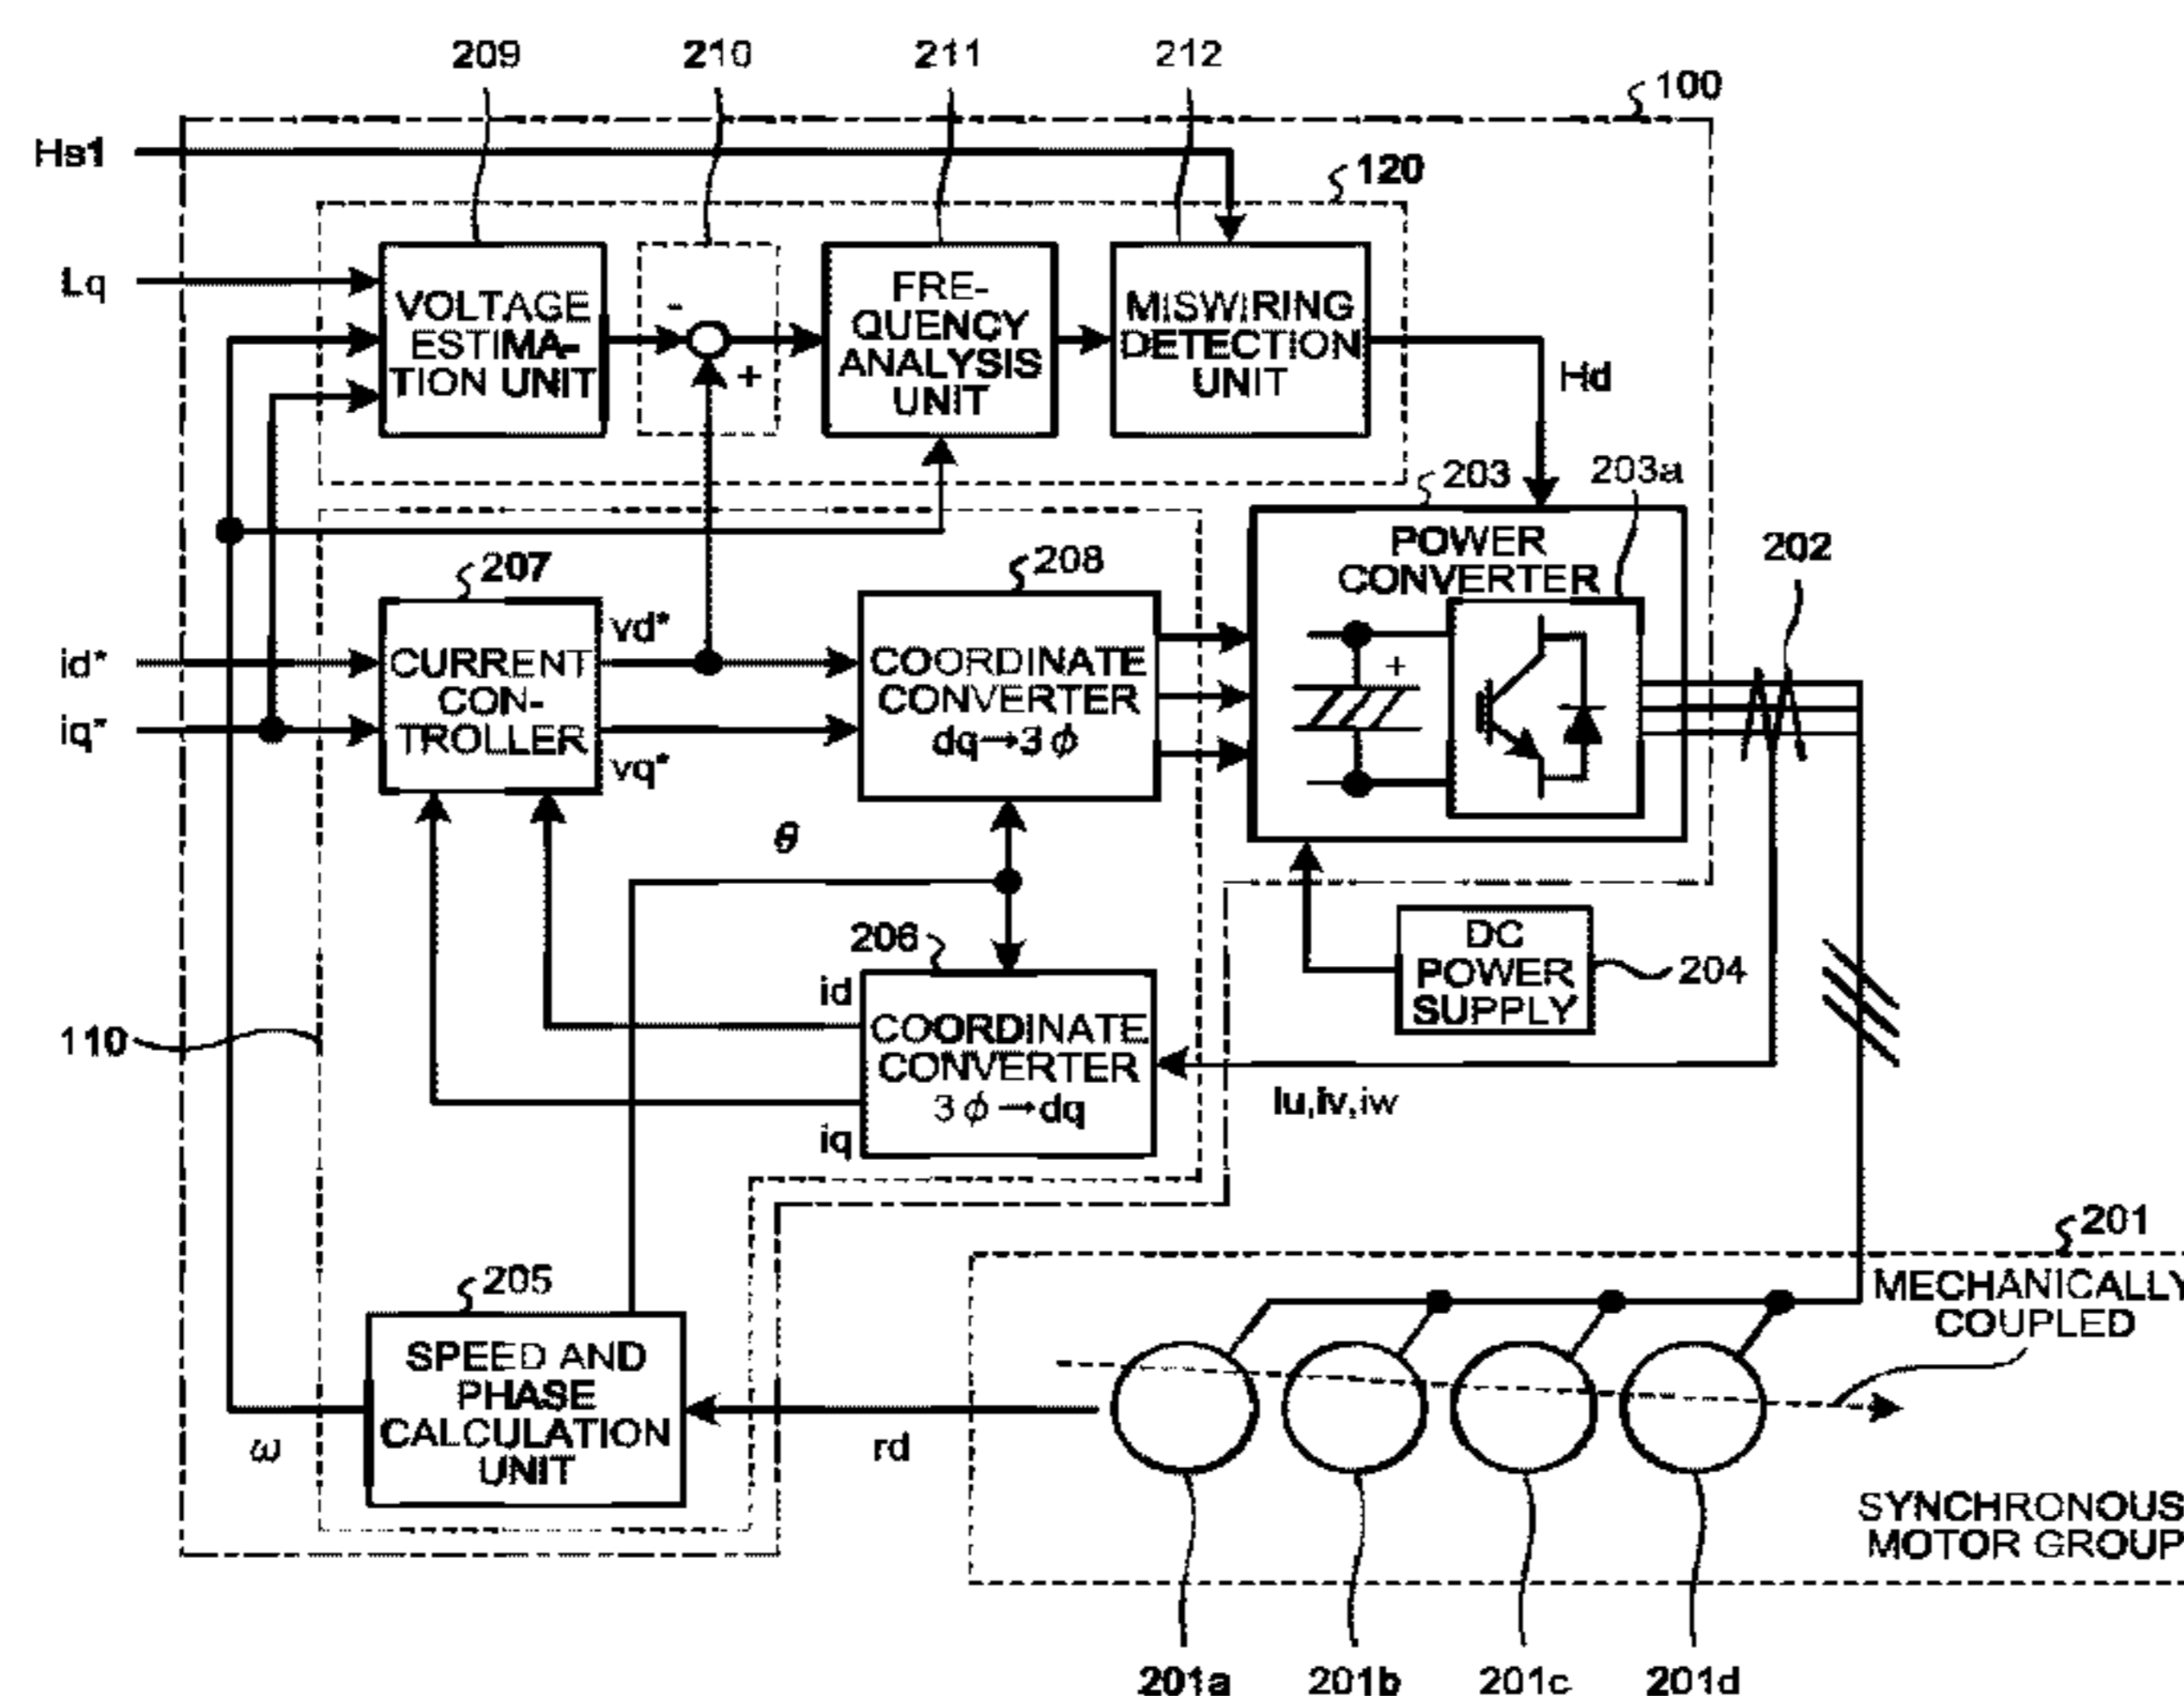 209
210
211
212
100
Hs1
120
Lq
VOLTAGE
ESTIMA-
TION UNIT
-
+
FRE-
QUENCY
ANALYSIS
UNIT
MISWIRING
DETECTION
UNIT
Hd
203
203a
POWER
CONVERTER
+
202
207
208
id*
iq*
CURRENT
CON-
TROLLER
vd*
vq*
COORDINATE
CONVERTER
dq→3ϕ
θ
206
id
iq
COORDINATE
CONVERTER
3ϕ→dq
DC
POWER
SUPPLY
204
110
Iu,iv,iw
205
SPEED AND
PHASE
CALCULATION
UNIT
ω
rd
201
MECHANICALLY
COUPLED
SYNCHRONOUS
MOTOR GROUP
201a
201b
201c
201d